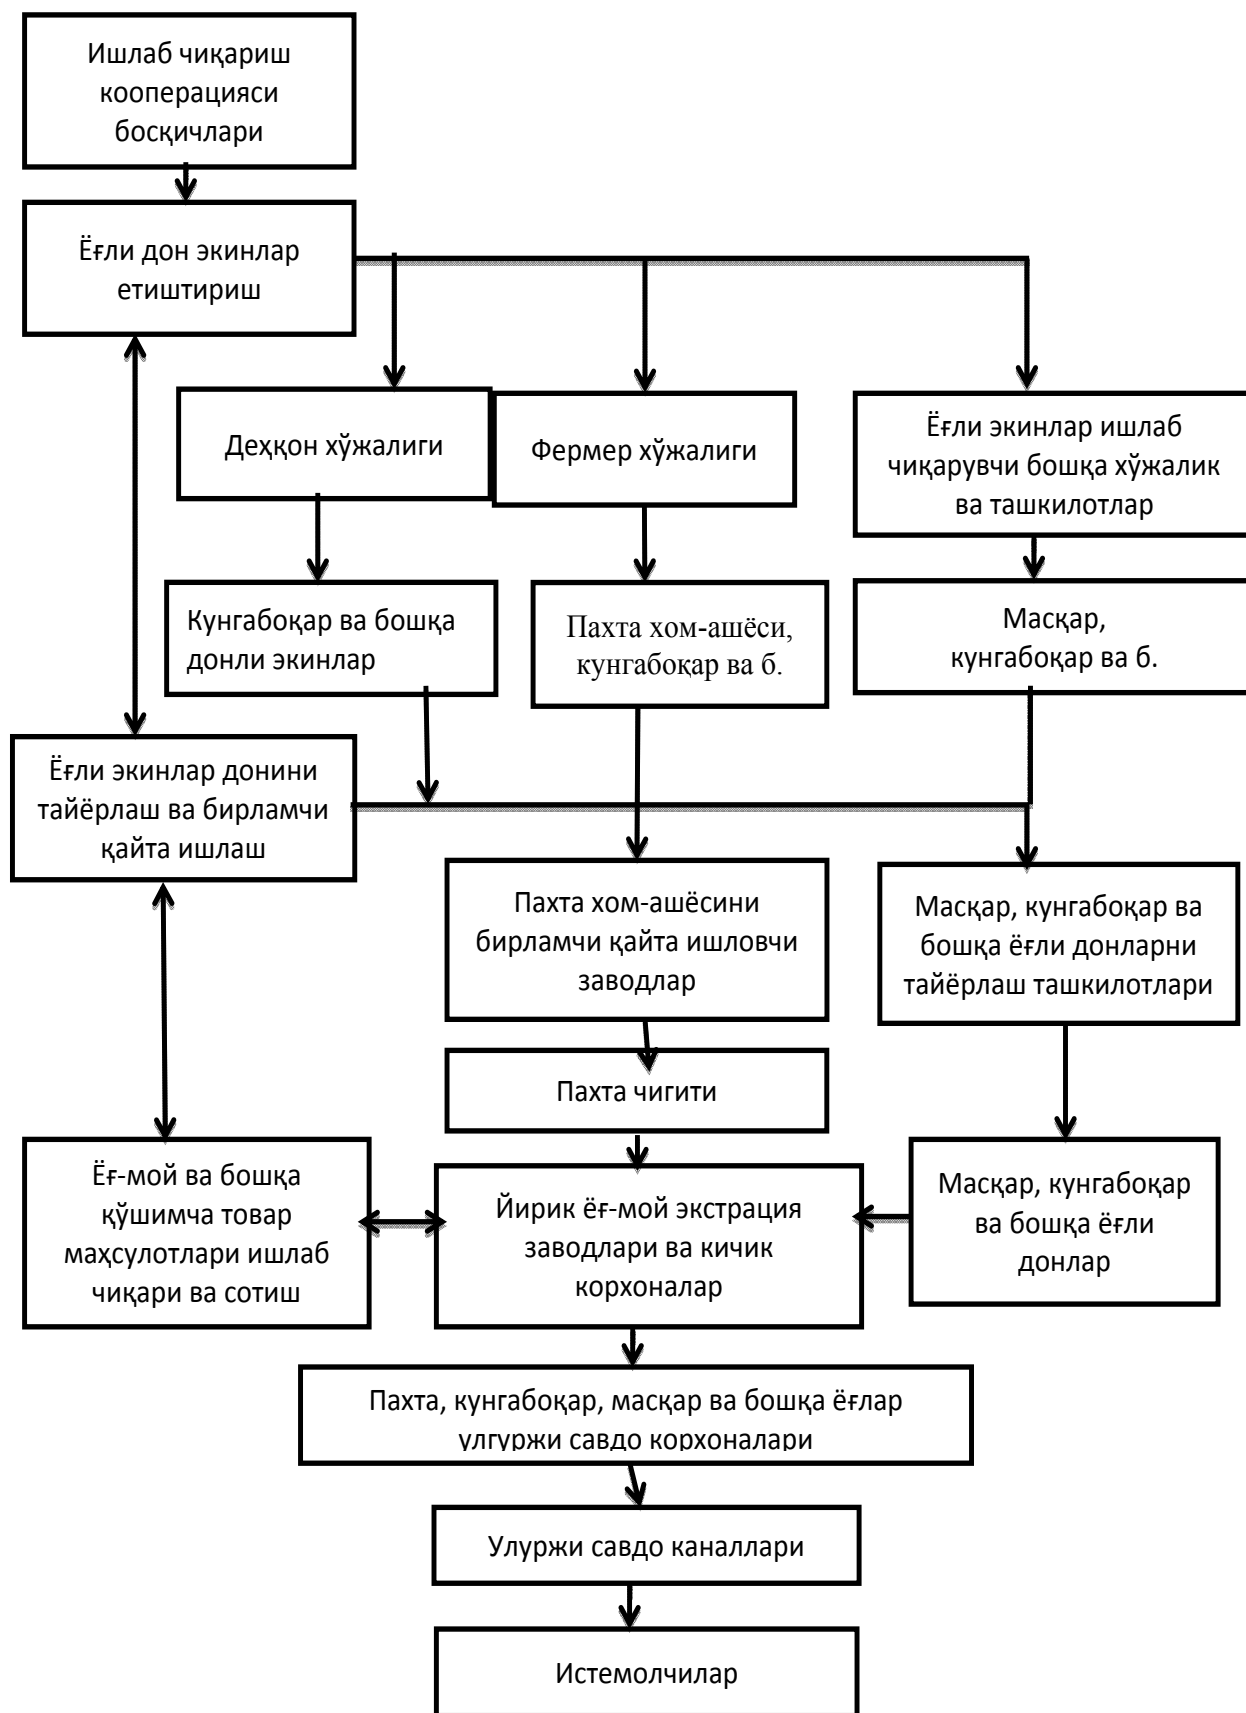 Ишлаб чиқариш
кооперацияси
босқичлари
Ёғли дон экинлар
етиштириш
Деҳқон хўжалиги
Фермер хўжалиги
Ёғли экинлар ишлаб
чиқарувчи бошқа хўжалик
ва ташкилотлар
Кунгабоқар ва бошқа
донли экинлар
Пахта хом-ашёси,
кунгабоқар ва б.
Масқар,
кунгабоқар ва б.
Ёғли экинлар донини
тайёрлаш ва бирламчи
қайта ишлаш
Пахта хом-ашёсини
бирламчи қайта ишловчи
заводлар
Масқар, кунгабоқар ва
бошқа ёғли донларни
тайёрлаш ташкилотлари
Пахта чигити
Ёғ-мой ва бошқа
қўшимча товар
маҳсулотлари ишлаб
чиқари ва сотиш
Йирик ёғ-мой экстрация
заводлари ва кичик
корхоналар
Масқар, кунгабоқар
ва бошқа ёғли
донлар
Пахта, кунгабоқар, масқар ва бошқа ёғлар
улгуржи савдо корхоналари
Улуржи савдо каналлари
Истемолчилар